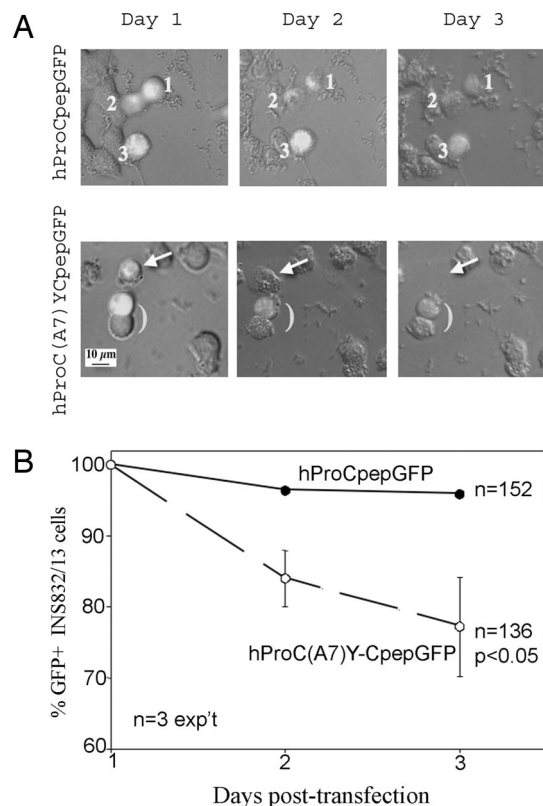 A
Day 1
Day 2
Day 3
hProCpepGFP
1
2
3
1
2
3
1
2
3
hProC(A7)YCpepGFP
10 µm
B
100
90
80
70
60
% GFP+ INS832/13 cells
hProCpepGFP
n=152
n=136
p<0.05
hProC(A7)Y-CpepGFP
n=3 exp't
1
2
3
Days post-transfection